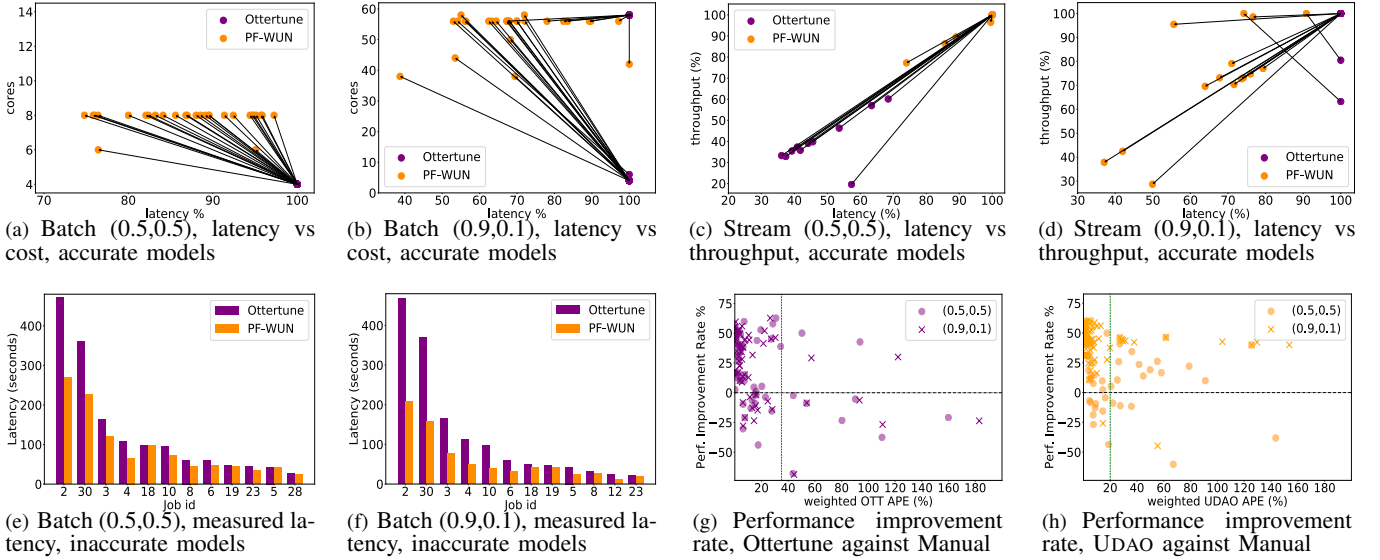 cores
14
12
10
8
6
4
70
75
80
85
90
95
100
latency %
Ottertune
PF-WUN
(a) Batch (0.5,0.5), latency vs
cost, accurate models
cores
60
50
40
30
20
10
0
40
50
60
70
80
90
100
latency %
Ottertune
PF-WUN
(b) Batch (0.9,0.1), latency vs
cost, accurate models
throughput (%)
100
90
80
70
60
50
40
30
20
40
50
60
70
80
90
100
latency (%)
Ottertune
PF-WUN
(c) Stream (0.5,0.5), latency vs
throughput, accurate models
throughput (%)
100
90
80
70
60
50
40
30
30
40
50
60
70
80
90
100
latency (%)
Ottertune
PF-WUN
(d) Stream (0.9,0.1), latency vs
throughput, accurate models
Latency (seconds)
400
300
200
100
0
2 30 3 4 18 10 8 6 19 23 5 28
Job id
Ottertune
PF-WUN
(e) Batch (0.5,0.5), measured la-
tency, inaccurate models
Latency (seconds)
400
300
200
100
0
2 30 3 4 10 6 18 19 5 8 12 23
Job id
Ottertune
PF-WUN
(f) Batch (0.9,0.1), measured la-
tency, inaccurate models
Perf. Improvement Rate %
75
50
25
0
−25
−50
20 40 60 80 100 120 140 160 180
weighted OTT APE (%)
(0.5,0.5)
(0.9,0.1)
(g) Performance improvement
rate, Ottertune against Manual
Perf. Improvement Rate %
75
50
25
0
−25
−50
20 40 60 80 100 120 140 160 180
weighted UDAO APE (%)
(0.5,0.5)
(0.9,0.1)
(h) Performance improvement
rate, UDAO against Manual